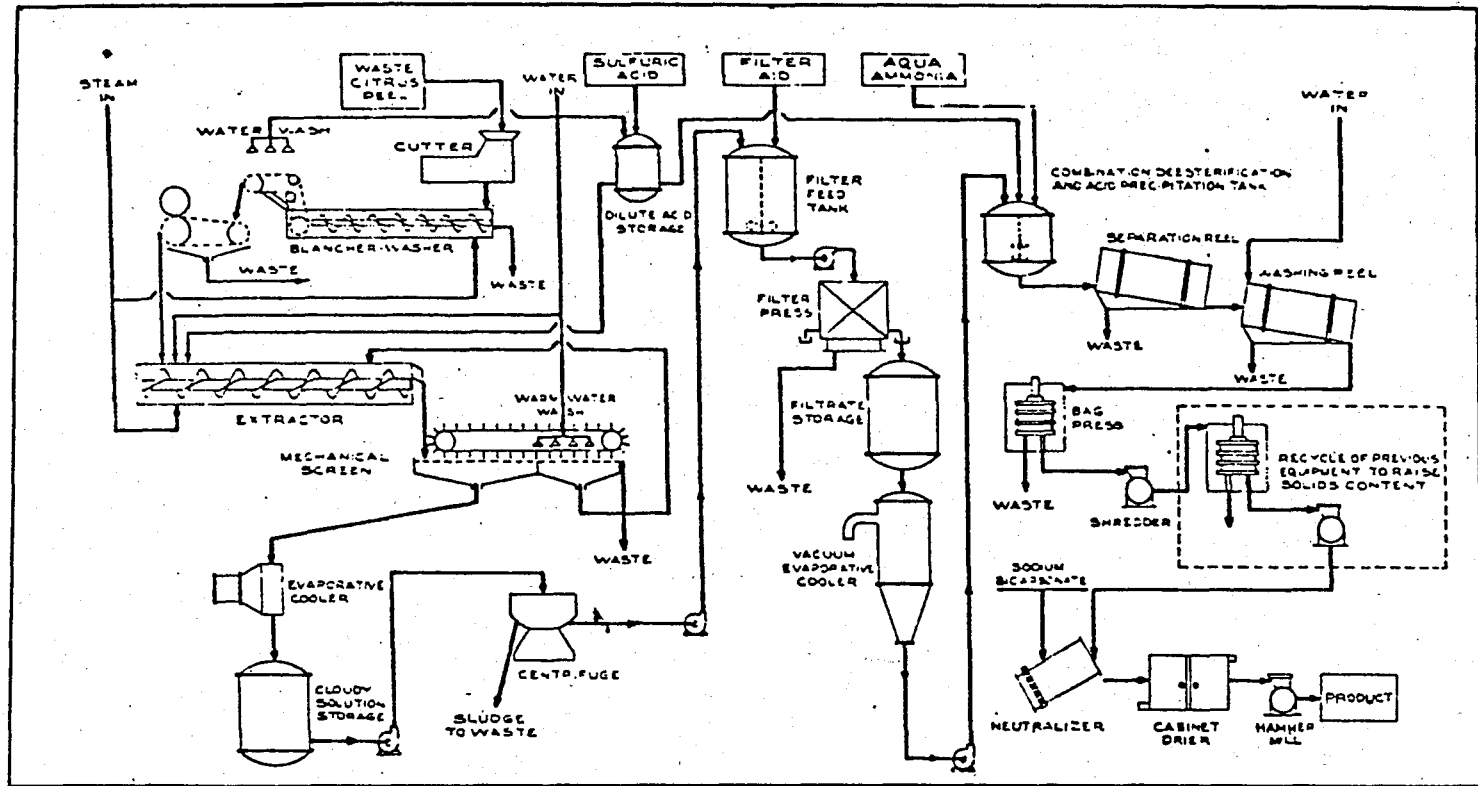 STEAM
IN
WASTE
CITRUS
PEEL
WATER
IN
SULFURIC
ACID
FILTER
AID
AQUA
AMMONIA
WATER
IN
WATER WASH
CUTTER
BLANCHER-WASHER
WASTE
WASTE
DILUTE ACID
STORAGE
FILTER
FEED
TANK
COMBINATION DEESTERIFICATION
AND ACID PRECIPITATION TANK
SEPARATION REEL
WASHING REEL
WASTE
WASTE
FILTER
PRESS
EXTRACTOR
WARM WATER
WASH
MECHANICAL
SCREEN
WASTE
FILTRATE
STORAGE
WASTE
BAG
PRESS
WASTE
SHREDDER
RECYCLE OF PREVIOUS
EQUIPMENT TO RAISE
SOLIDS CONTENT
EVAPORATIVE
COOLER
VACUUM
EVAPORATIVE
COOLER
CLOUDY
SOLUTION
STORAGE
CENTRIFUGE
SLUDGE
TO WASTE
SODIUM
BICARBONATE
NEUTRALIZER
CABINET
DRIER
HAMMER
MILL
PRODUCT